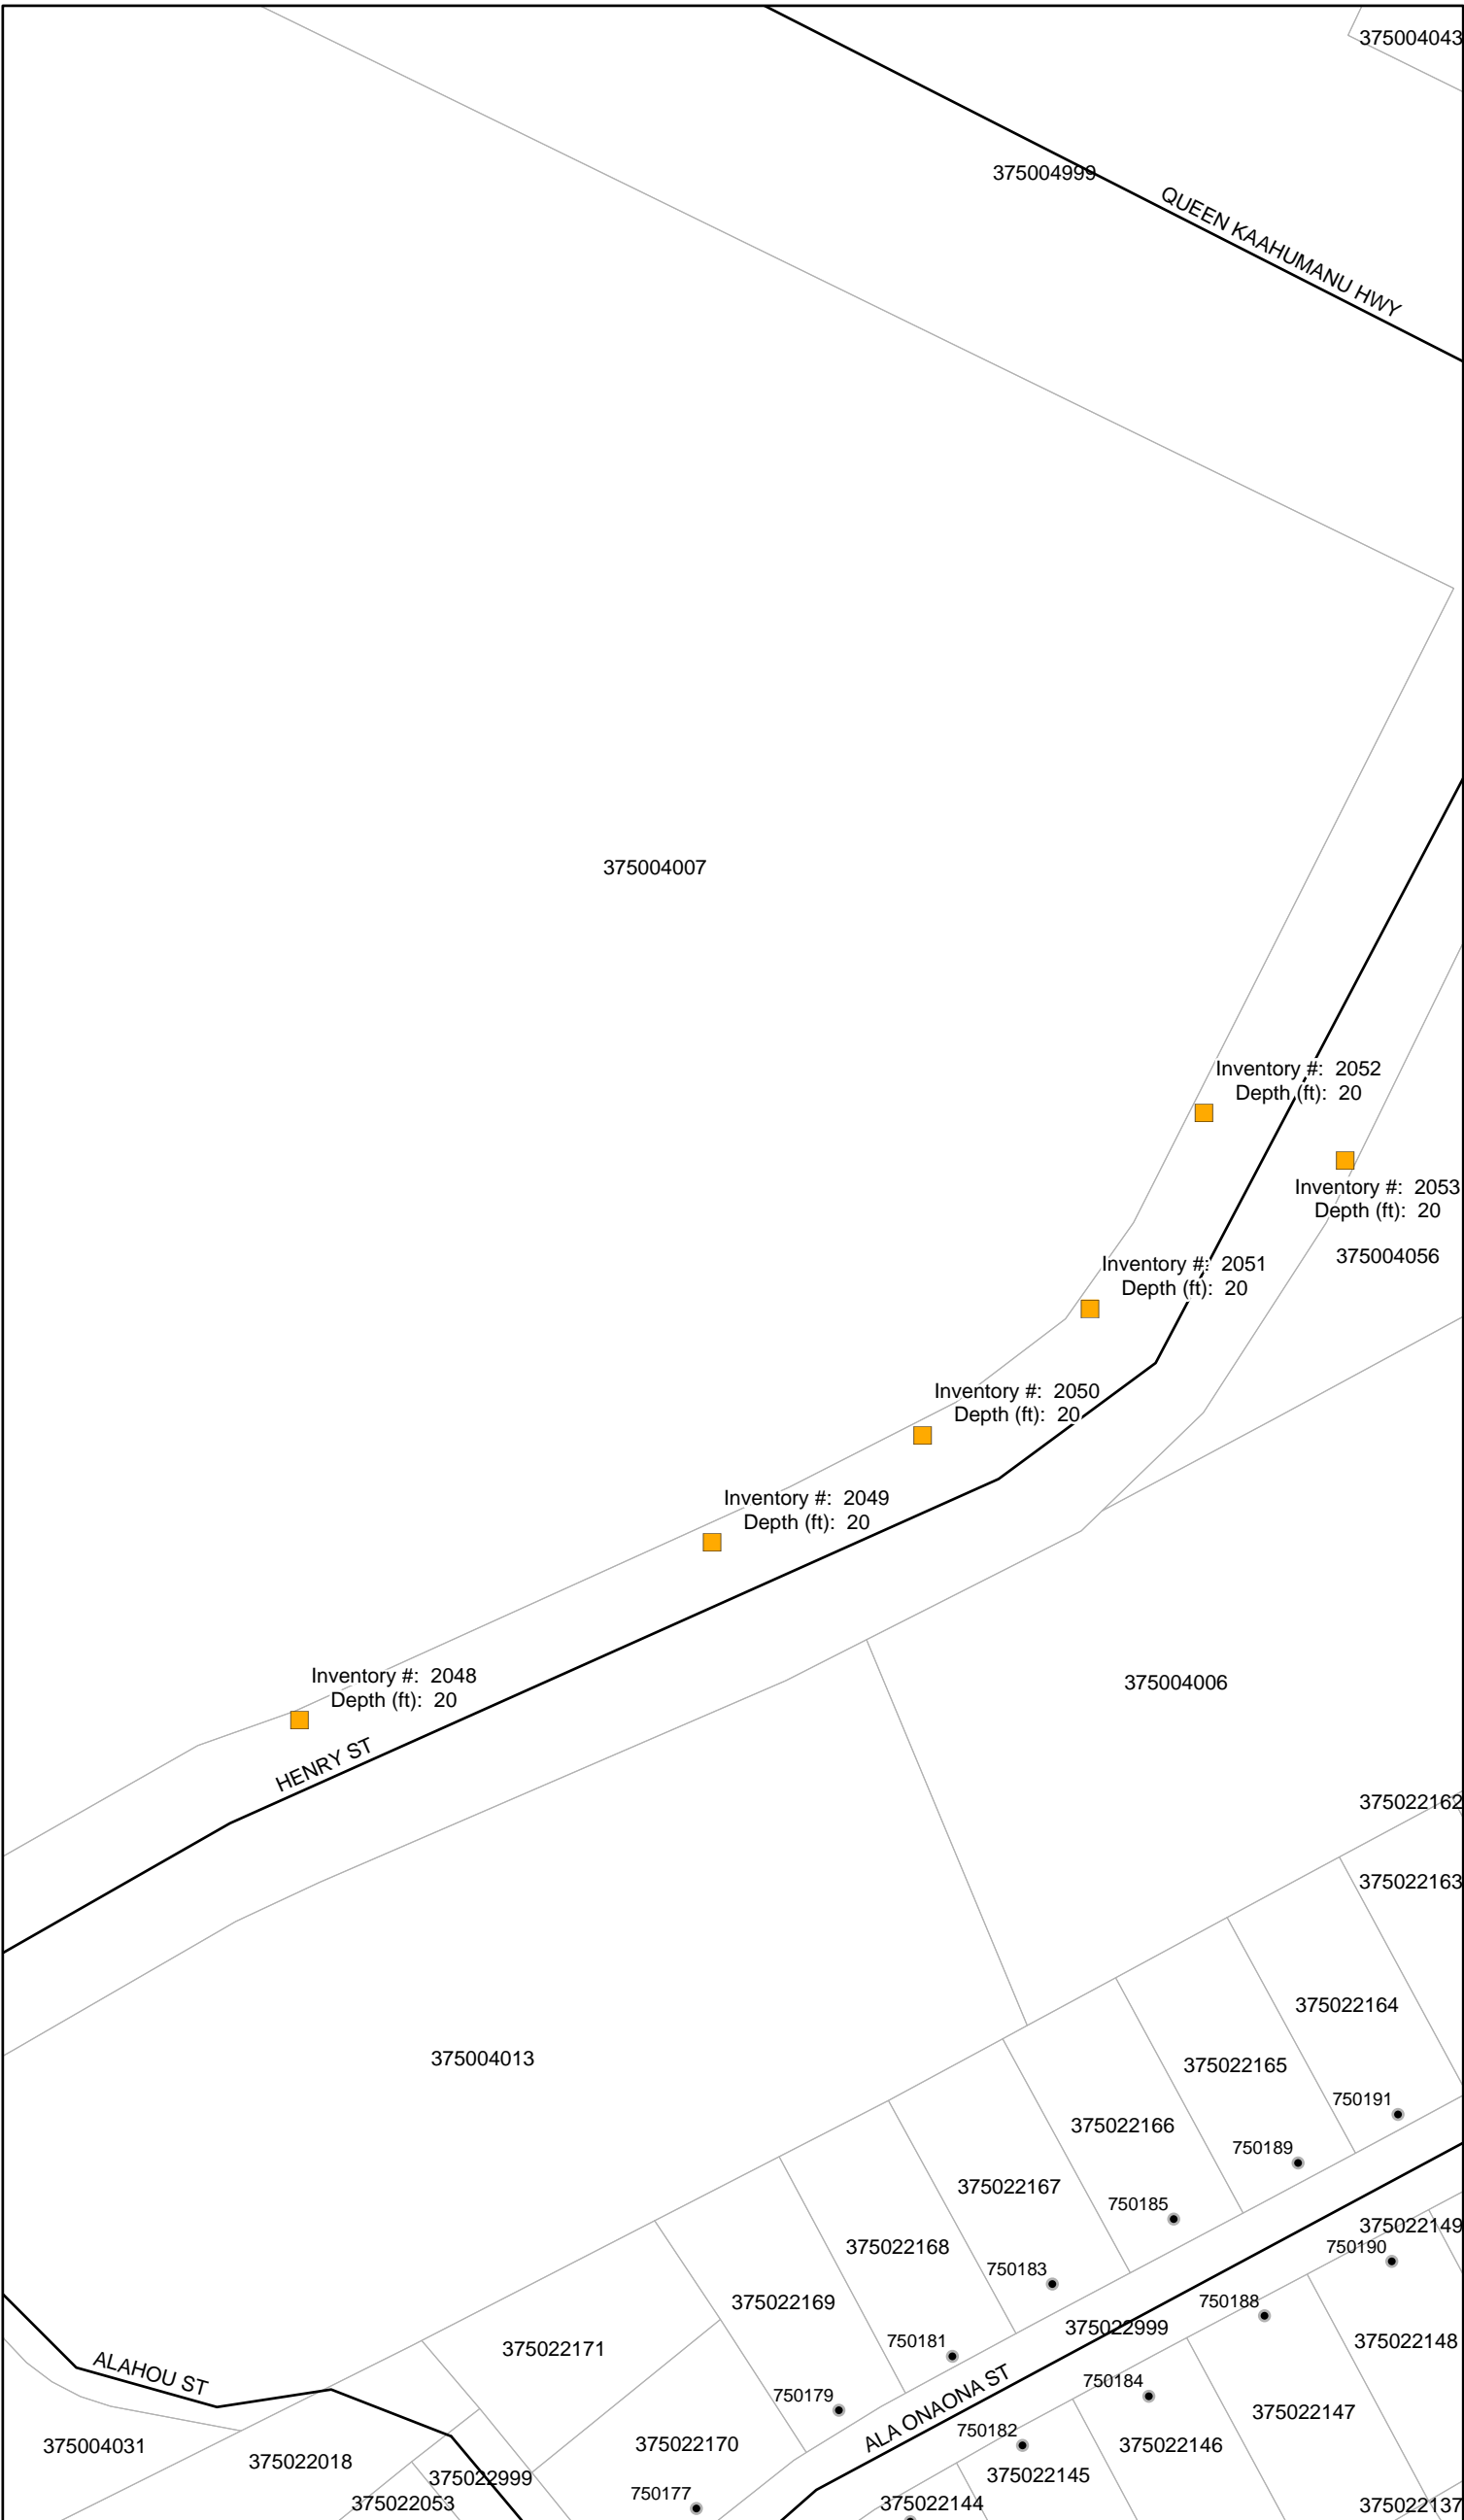 375004043
375004999
QUEEN KAAHUMANU HWY
375004007
Inventory #:  2052
Depth (ft):  20
Inventory #:  2053
Depth (ft):  20
375004056
Inventory #:  2051
Depth (ft):  20
Inventory #:  2050
Depth (ft):  20
Inventory #:  2049
Depth (ft):  20
Inventory #:  2048
Depth (ft):  20
375004006
HENRY ST
375022162
375022163
375022164
375004013
375022165
750191
375022166
750189
375022167
750185
375022149
375022168
750190
750183
750188
375022169
375022999
750181
375022148
375022171
ALAHOU ST
750184
750179
ALA ONAONA ST
375022147
750182
375004031
375022170
375022146
375022018
375022145
375022999
750177
375022053
375022144
375022137